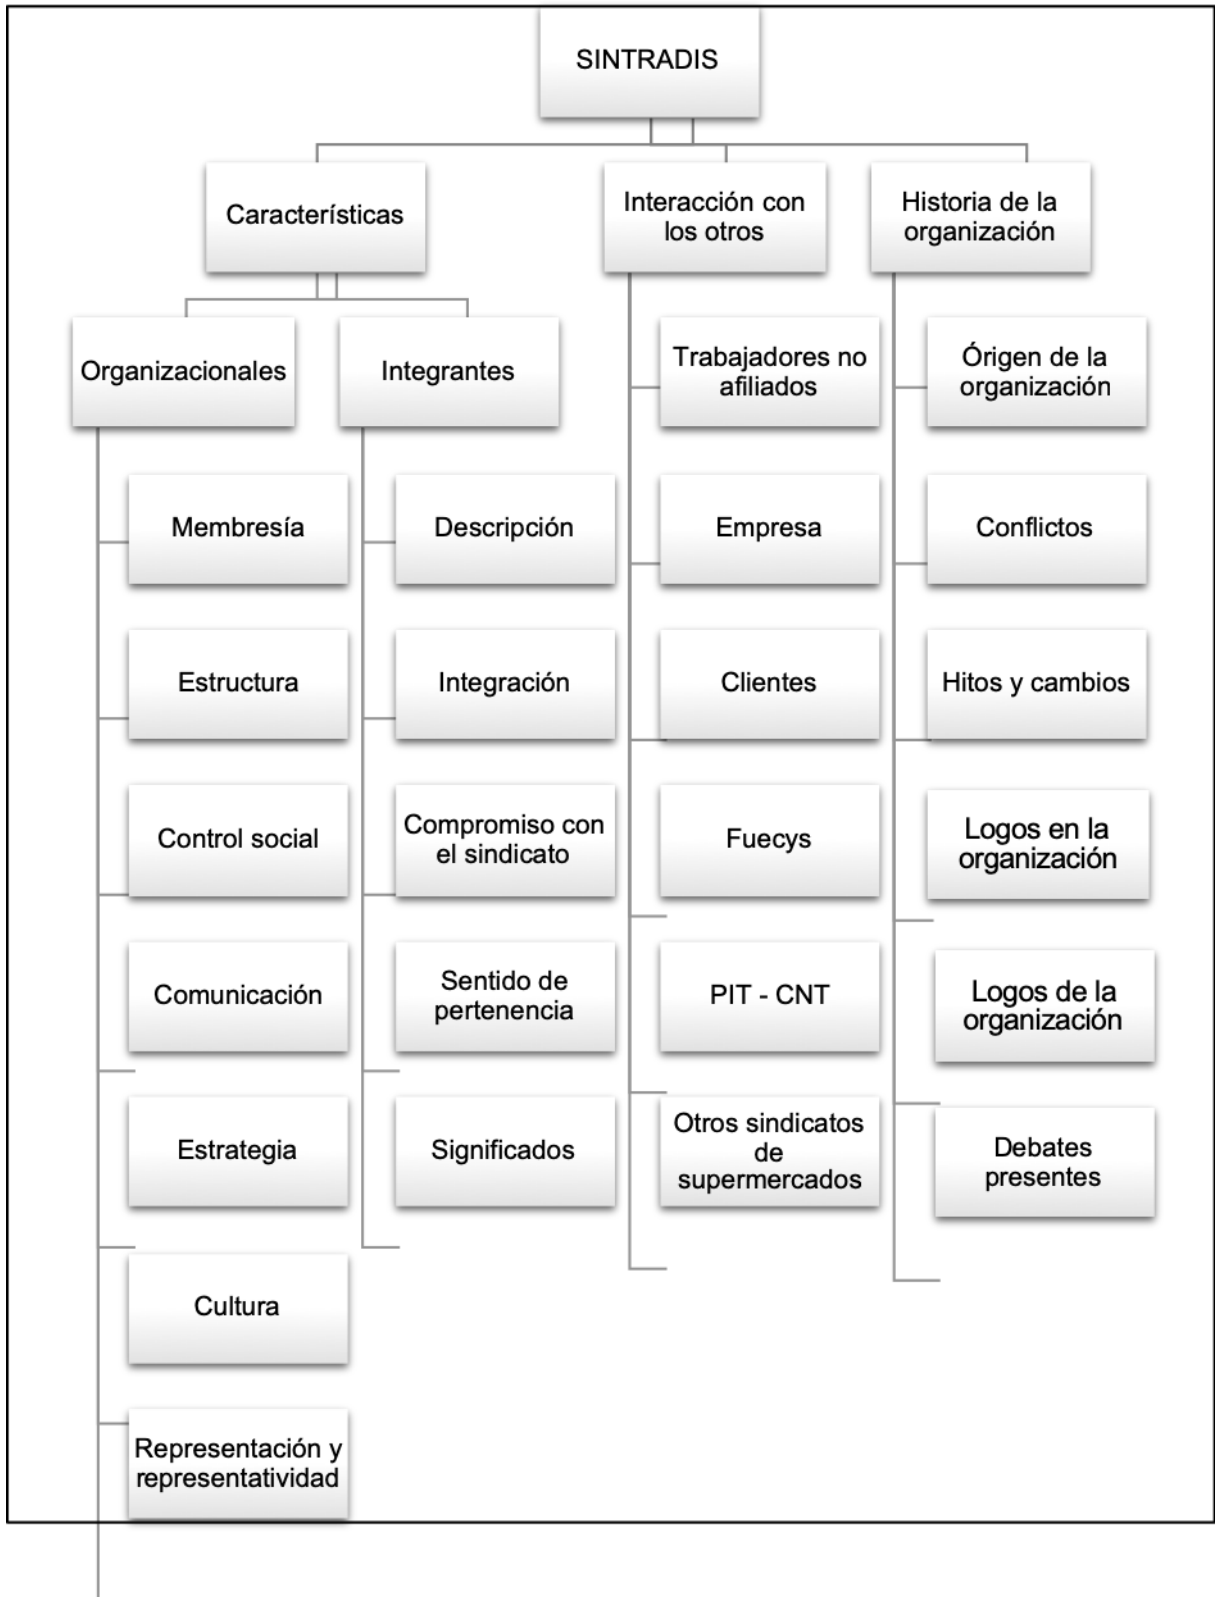 SINTRADIS
Características
Interacción con
los otros
Historia de la
organización
Organizacionales
Integrantes
Trabajadores no
afiliados
Órigen de la
organización
Membresía
Descripción
Empresa
Conflictos
Estructura
Integración
Clientes
Hitos y cambios
Control social
Compromiso con
el sindicato
Fuecys
Logos en la
organización
Comunicación
Sentido de
pertenencia
PIT - CNT
Logos de la
organización
Estrategia
Significados
Otros sindicatos
de
supermercados
Debates
presentes
Cultura
Representación y
representatividad